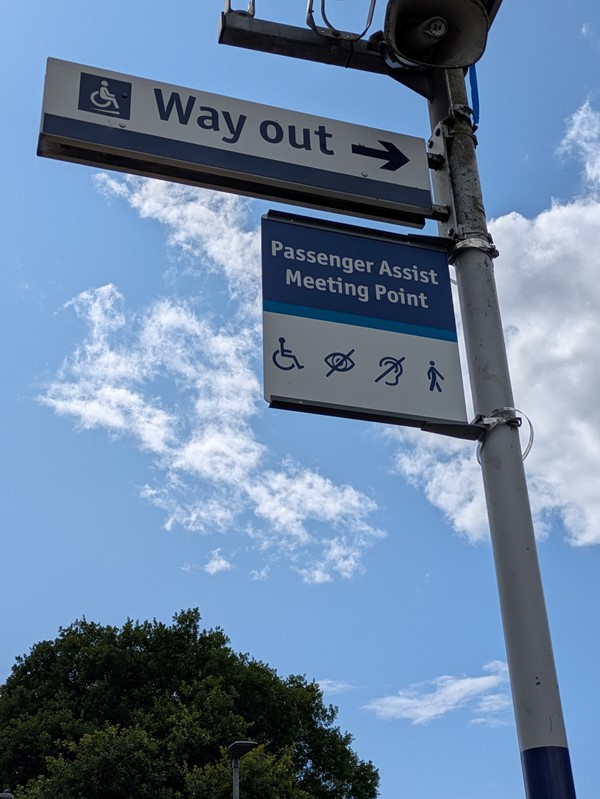 Way out
Passenger Assist
Meeting Point